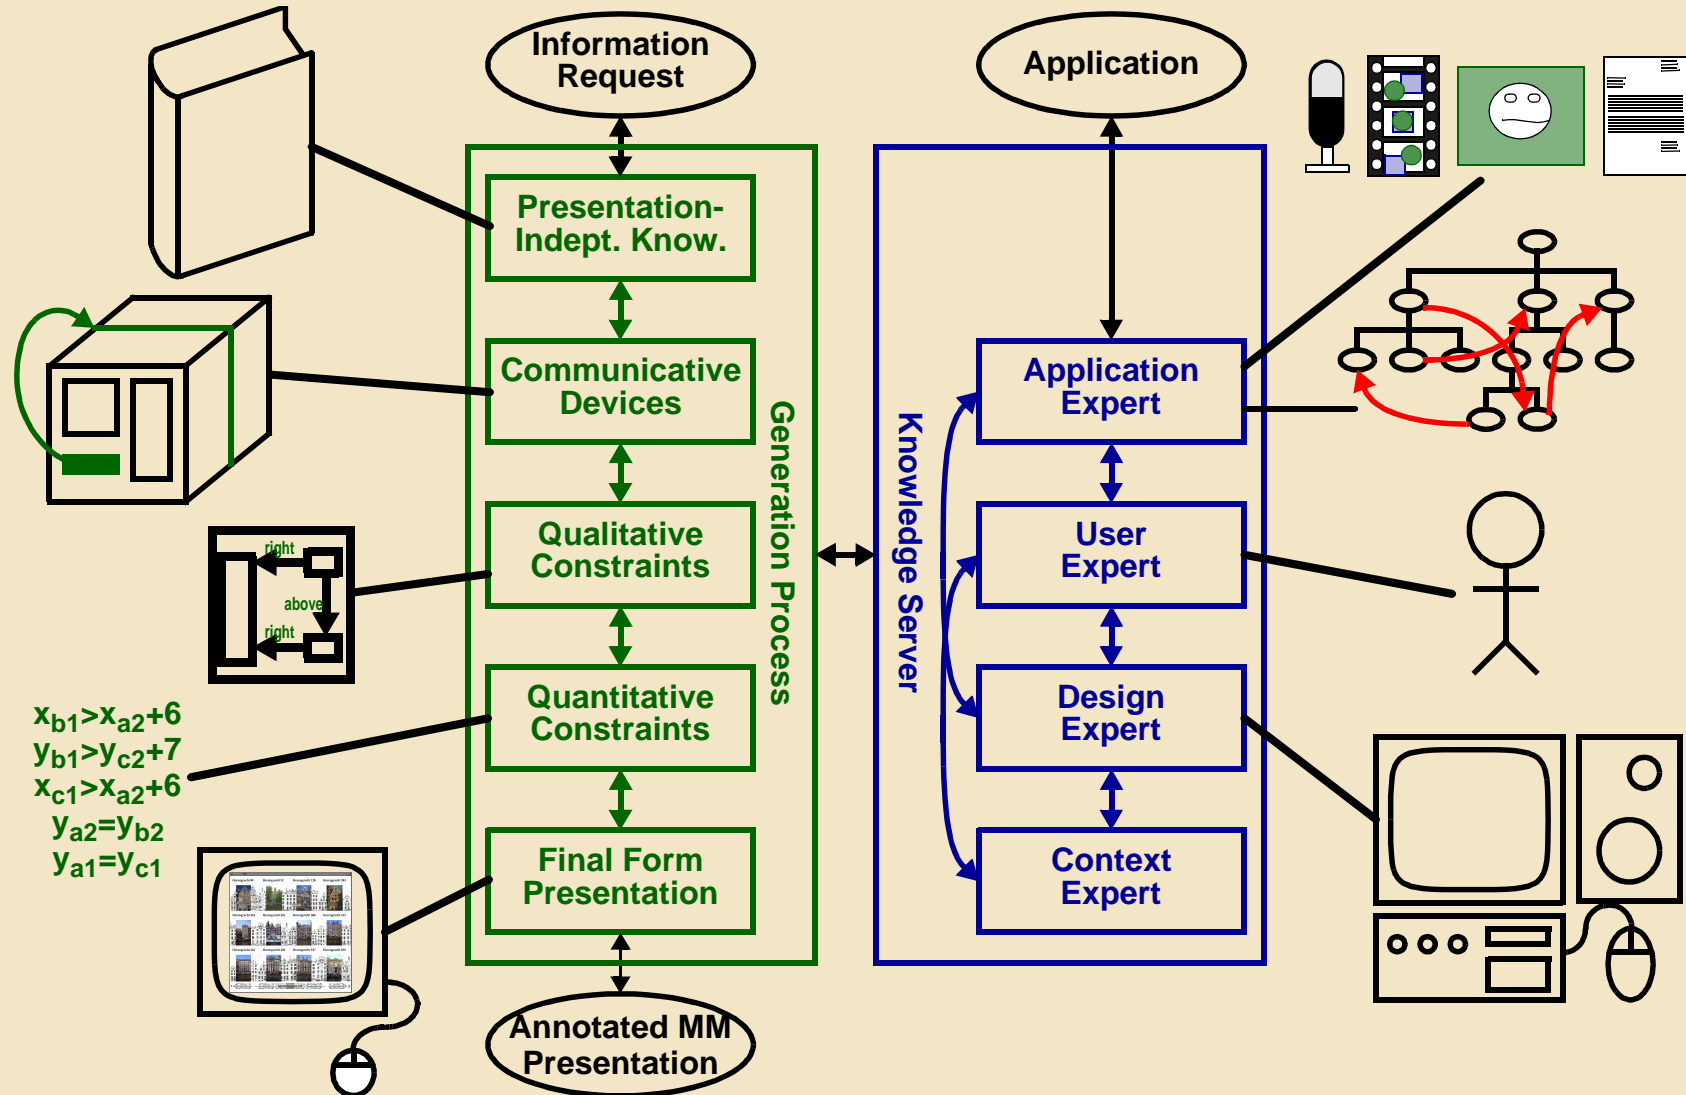 Information
Request
Application
Presentation-
Indept. Know.
Communicative
Devices
Qualitative
Constraints
Quantitative
Constraints
Final Form
Presentation
Generation Process
Annotated MM
Presentation
Knowledge Server
Application
Expert
User
Expert
Design
Expert
Context
Expert
right
above
right
xb1>xa2+6
yb1>yc2+7
xc1>xa2+6
ya2=yb2
ya1=yc1